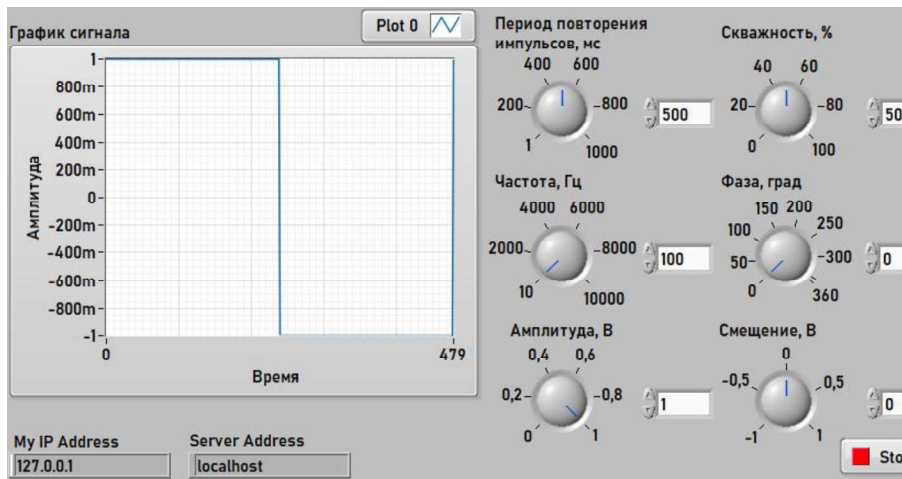 График сигнала
Plot 0
Амплитуда
1
800m
600m
400m
200m
0
-200m
-400m
-600m
-800m
-1
0
479
Время
Период повторения
импульсов, мс
400 600
200 800
1 1000
500
Скважность, %
40 60
20 80
0 100
50
Частота, Гц
4000 6000
2000 8000
10 10000
100
Фаза, град
150 200
100 250
50 300
0 360
0
Амплитуда, В
0,4 0,6
0,2 0,8
0 1
1
Смещение, В
0
-0,5 0,5
-1 1
0
My IP Address
127.0.0.1
Server Address
localhost
Sto